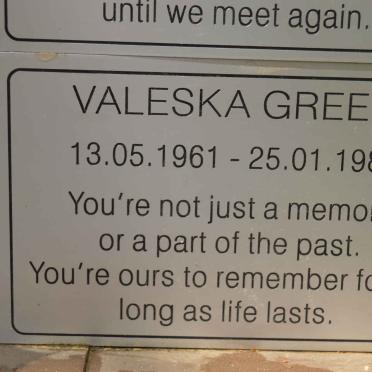 until we meet again.
VALESKA GREE
13.05.1961 - 25.01.198
You're not just a memo
or a part of the past.
You're ours to remember fo
long as life lasts.